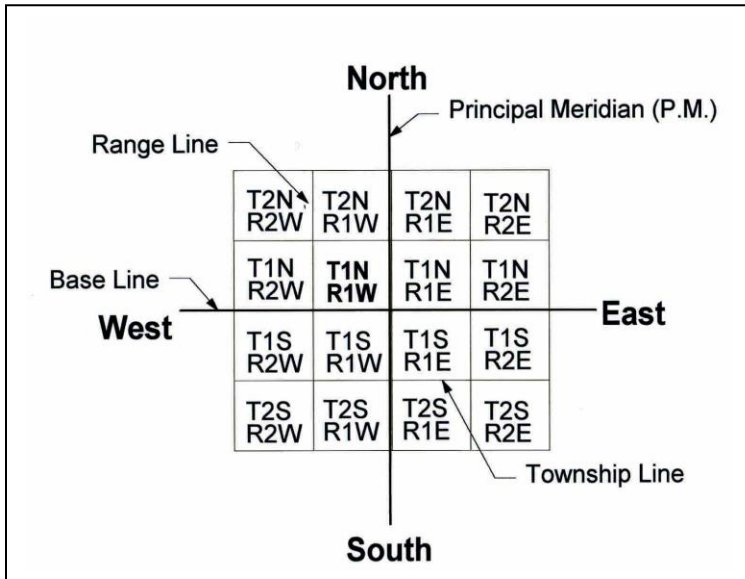 North
Principal Meridian (P.M.)
Range Line
T2N T2N T2N T2N
R2W R1W R1E R2E
T1N T1N T1N T1N
R2W R1W R1E R2E
Base Line
West
East
T1S T1S T1S T1S
R2W R1W R1E R2E
T2S T2S T2S T2S
R2W R1W R1E R2E
Township Line
South